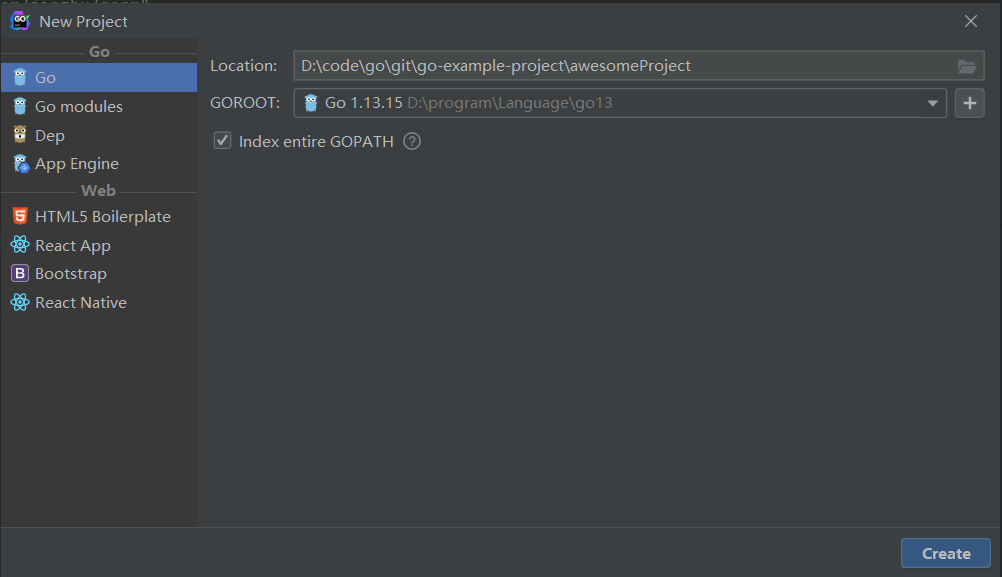 New Project
Go
Go
Go modules
Dep
App Engine
Web
HTML5 Boilerplate
React App
Bootstrap
React Native
Location: D:\code\go\git\go-example-project\awesomeProject
GOROOT: Go 1.13.15 D:\program\Language\go13
Index entire GOPATH
Create